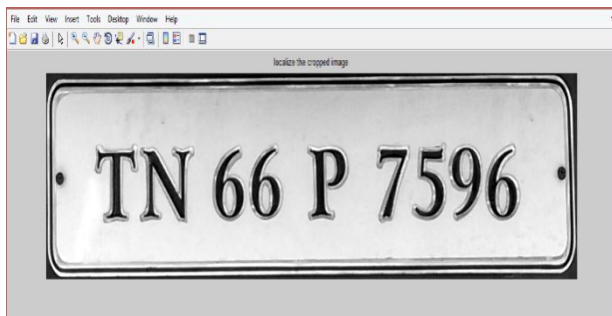 File Edit View Insert Tools Desktop Window Help
localize the cropped image
TN 66 P 7596